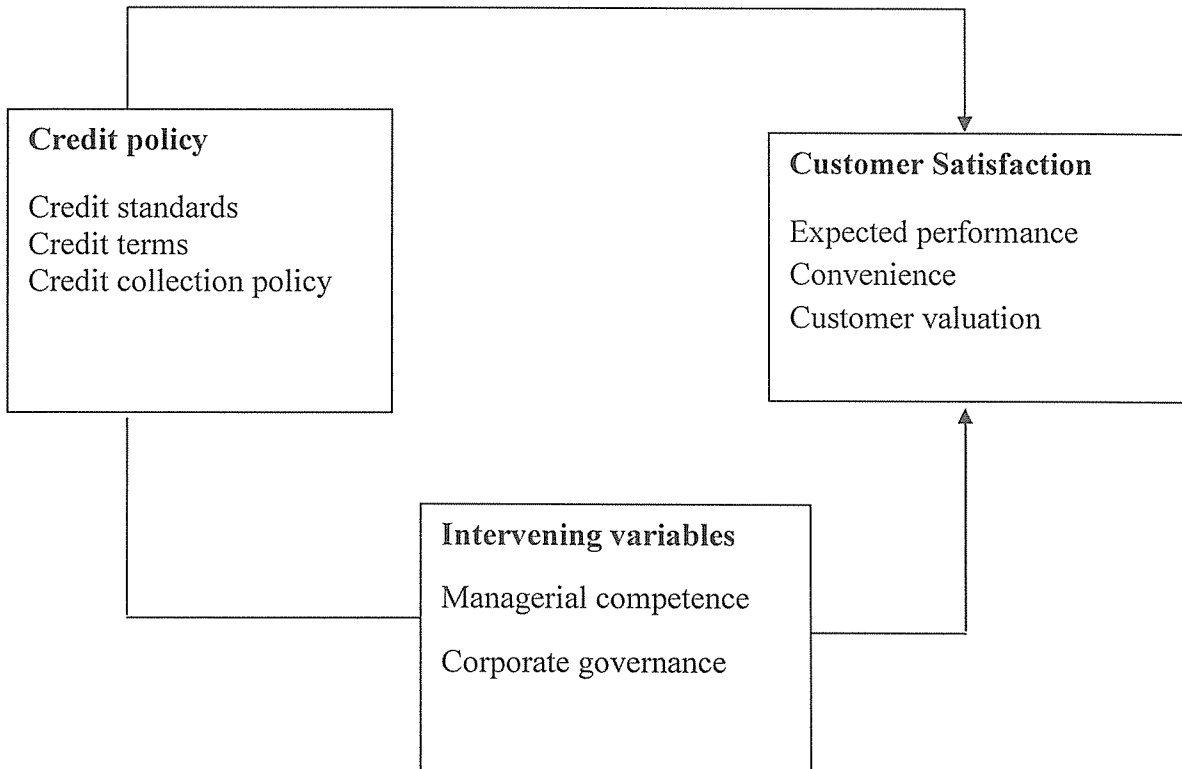 Credit policy
Credit standards
Credit terms
Credit collection policy
Customer Satisfaction
Expected performance
Convenience
Customer valuation
Intervening variables
Managerial competence
Corporate governance